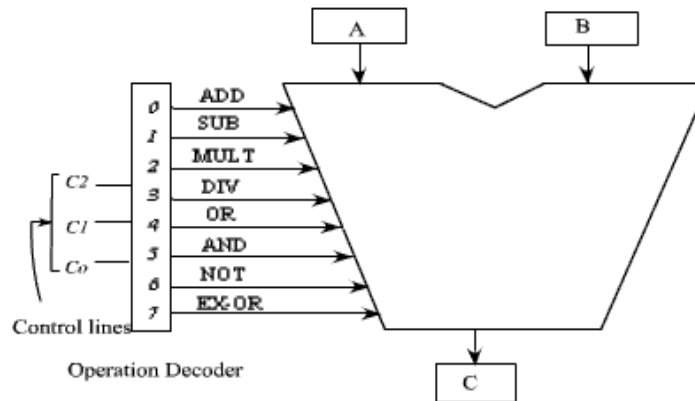 A
B
0 ADD
1 SUB
2 MULT
3 DIV
4 OR
5 AND
6 NOT
7 EX-OR
C2
C1
Co
Control lines
Operation Decoder
C